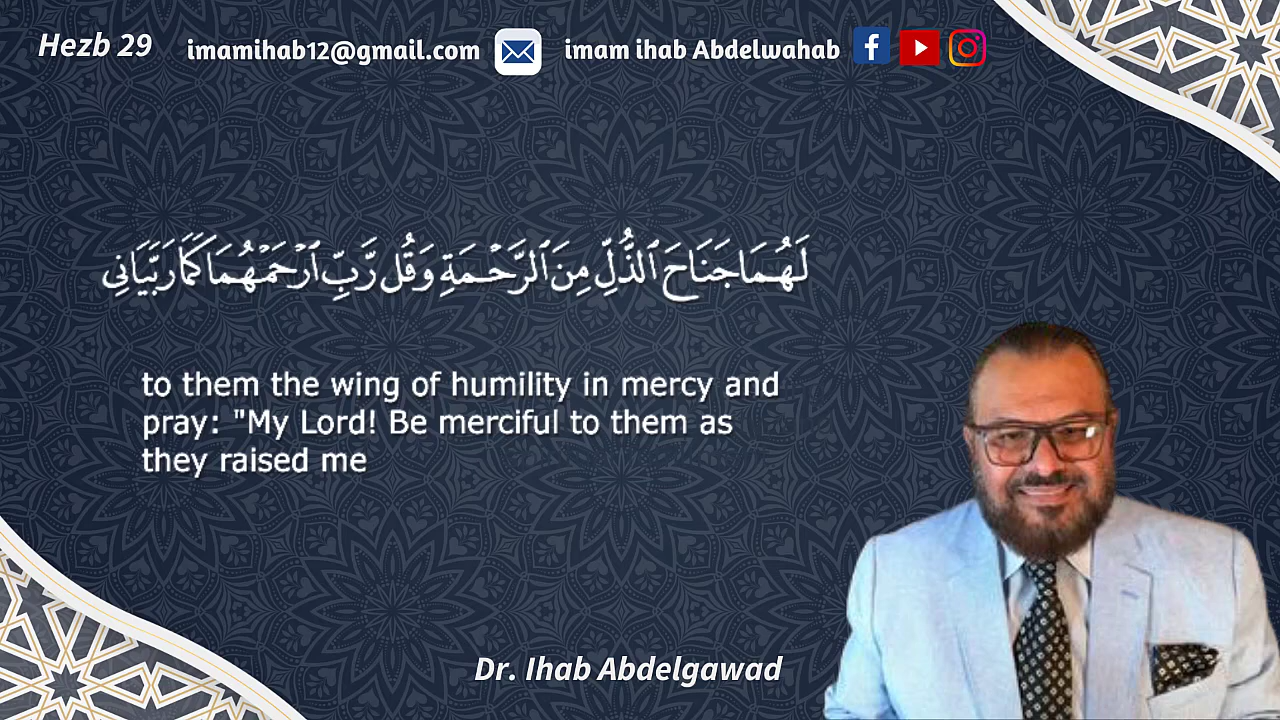 Hezb 29 imamihab12@gmail.com imam ihab Abdelwahab
لَهُمَا جَنَاحَ ٱلذُّلِّ مِنَ ٱلرَّحْمَةِ وَقُل رَّبِّ ٱرْحَمْهُمَا كَمَا رَبَّيَانِى
to them the wing of humility in mercy and
pray: "My Lord! Be merciful to them as
they raised me
Dr. Ihab Abdelgawad